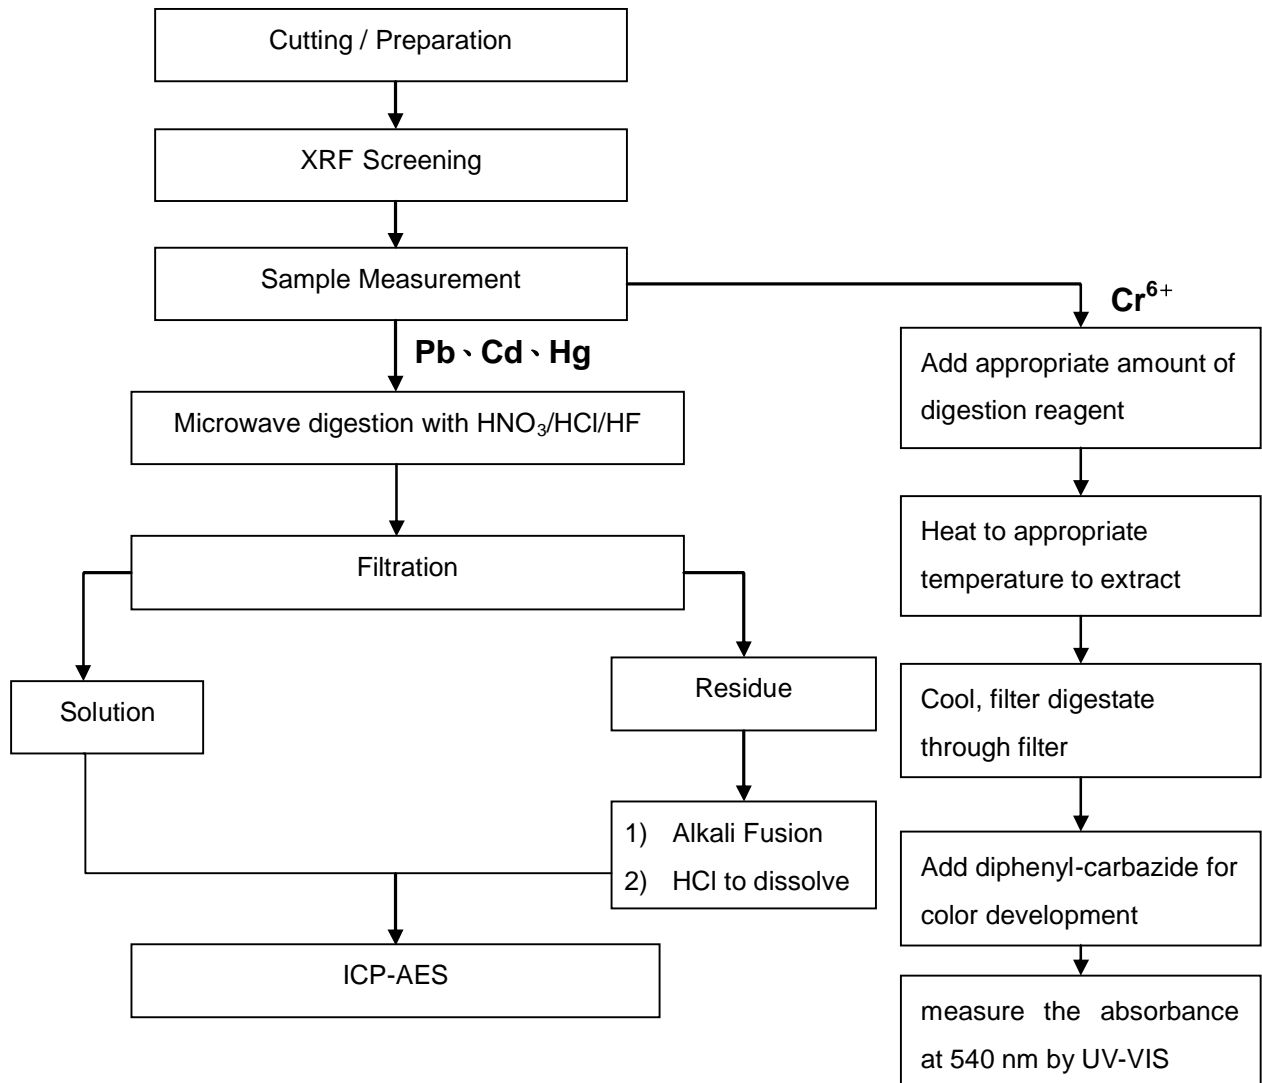 Cutting / Preparation
XRF Screening
Sample Measurement
Cr⁶⁺
Pb、Cd、Hg
Add appropriate amount of
digestion reagent
Microwave digestion with HNO₃/HCl/HF
Heat to appropriate
temperature to extract
Filtration
Solution
Residue
Cool, filter digestate
through filter
1) Alkali Fusion
2) HCl to dissolve
Add diphenyl-carbazide for
color development
ICP-AES
measure the absorbance
at 540 nm by UV-VIS